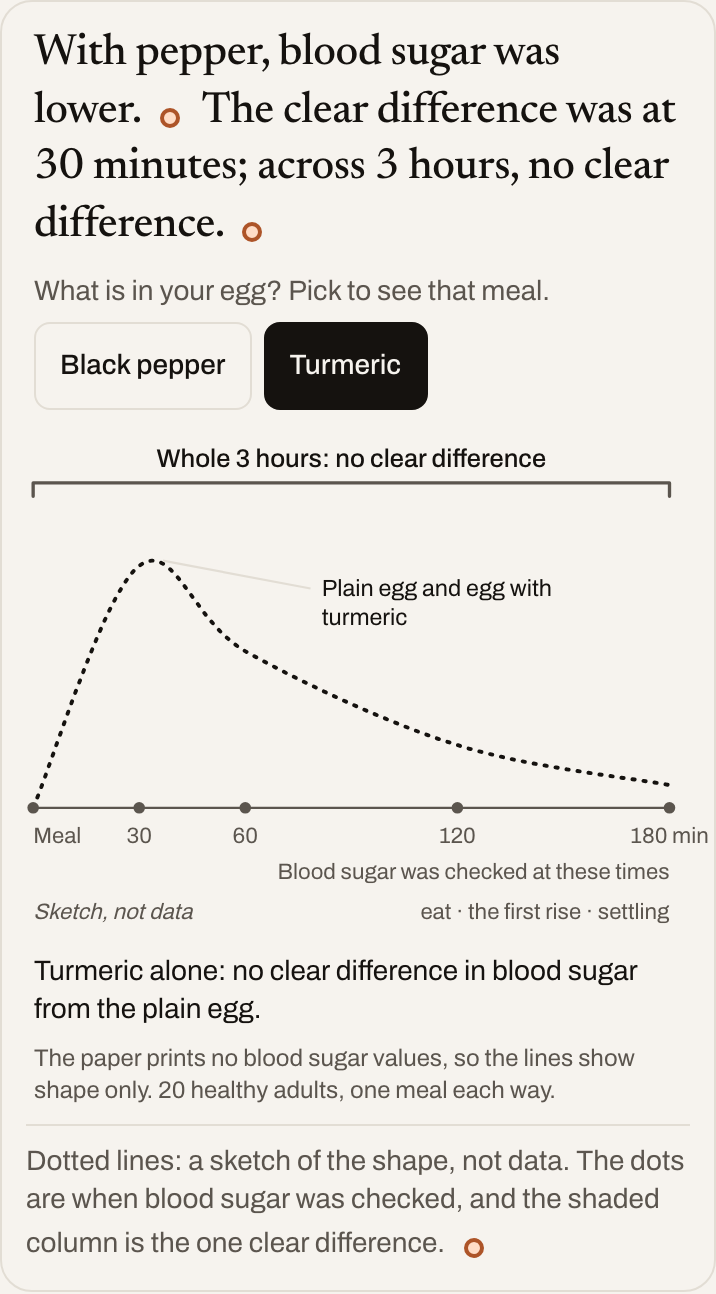 With pepper, blood sugar was
lower. The clear difference was at
30 minutes; across 3 hours, no clear
difference.
What is in your egg? Pick to see that meal.
Black pepper
Turmeric
Whole 3 hours: no clear difference
Plain egg and egg with
turmeric
Meal 30 60 120 180 min
Blood sugar was checked at these times
Sketch, not data
eat · the first rise · settling
Turmeric alone: no clear difference in blood sugar
from the plain egg.
The paper prints no blood sugar values, so the lines show
shape only. 20 healthy adults, one meal each way.
Dotted lines: a sketch of the shape, not data. The dots
are when blood sugar was checked, and the shaded
column is the one clear difference.